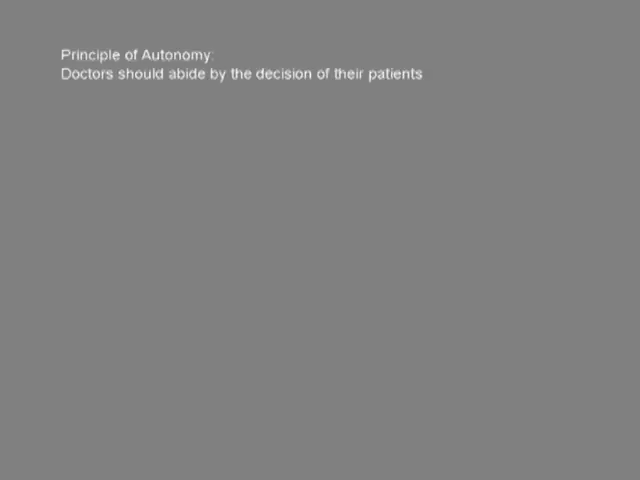 Principle of Autonomy:
Doctors should abide by the decision of their patients